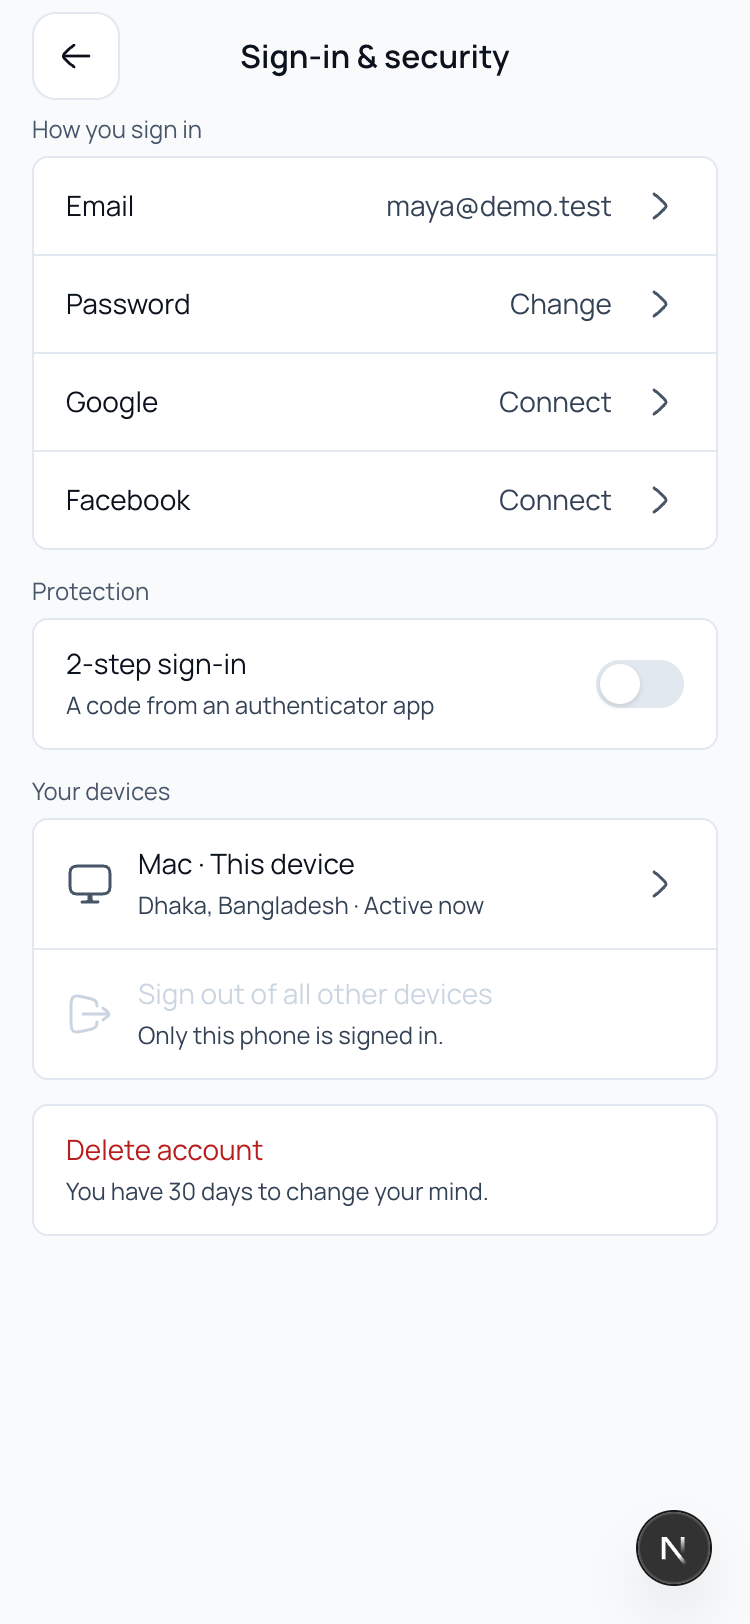 Sign-in & security
How you sign in
Email maya@demo.test
Password Change
Google Connect
Facebook Connect
Protection
2-step sign-in
A code from an authenticator app
Your devices
Mac · This device
Dhaka, Bangladesh · Active now
Sign out of all other devices
Only this phone is signed in.
Delete account
You have 30 days to change your mind.
N